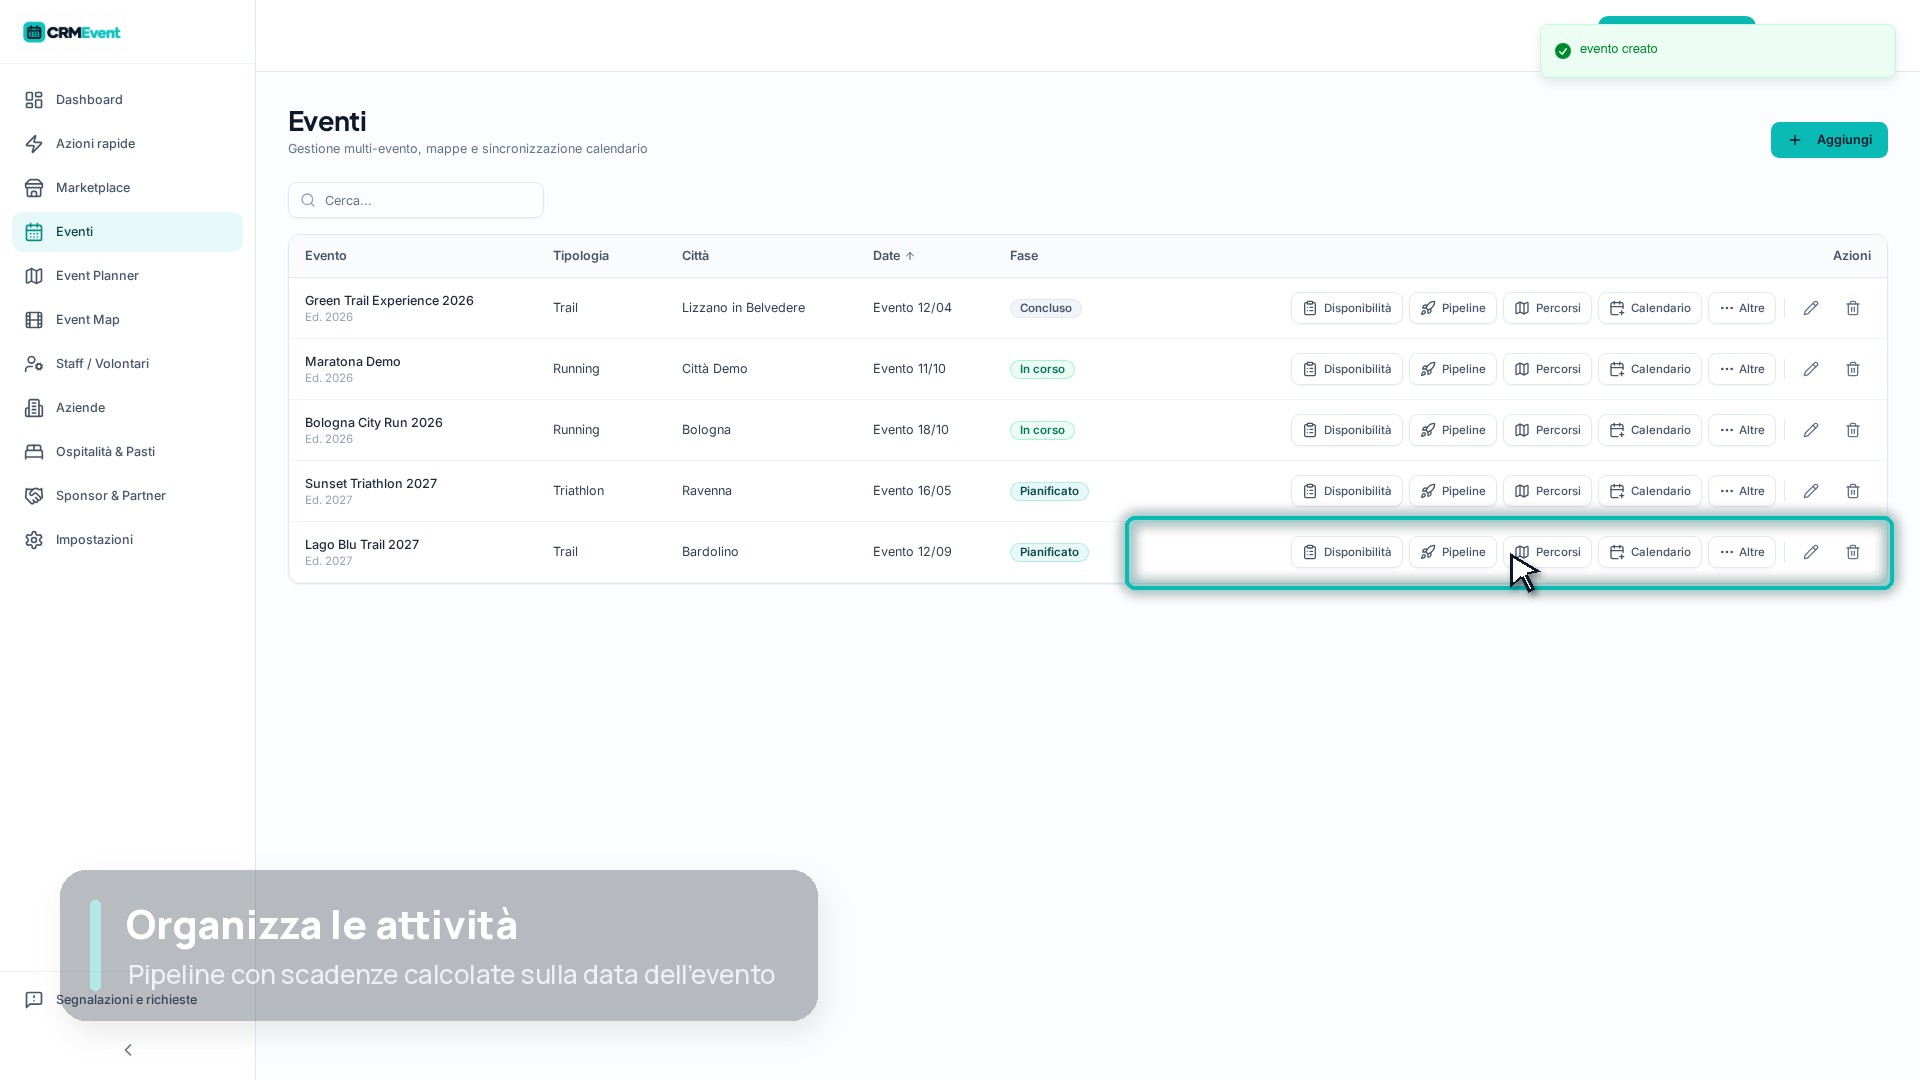 CRMEvent
evento creato
Dashboard
Azioni rapide
Marketplace
Eventi
Event Planner
Event Map
Staff / Volontari
Aziende
Ospitalità & Pasti
Sponsor & Partner
Impostazioni
Segnalazioni e richieste
Eventi
Gestione multi-evento, mappe e sincronizzazione calendario
Aggiungi
Cerca...
Evento Tipologia Città Date Fase Azioni
Green Trail Experience 2026 Trail Lizzano in Belvedere Evento 12/04 Concluso Disponibilità Pipeline Percorsi Calendario Altre
Ed. 2026
Maratona Demo Running Città Demo Evento 11/10 In corso Disponibilità Pipeline Percorsi Calendario Altre
Ed. 2026
Bologna City Run 2026 Running Bologna Evento 18/10 In corso Disponibilità Pipeline Percorsi Calendario Altre
Ed. 2026
Sunset Triathlon 2027 Triathlon Ravenna Evento 16/05 Pianificato Disponibilità Pipeline Percorsi Calendario Altre
Ed. 2027
Lago Blu Trail 2027 Trail Bardolino Evento 12/09 Pianificato Disponibilità Pipeline Percorsi Calendario Altre
Ed. 2027
Organizza le attività
Pipeline con scadenze calcolate sulla data dell'evento